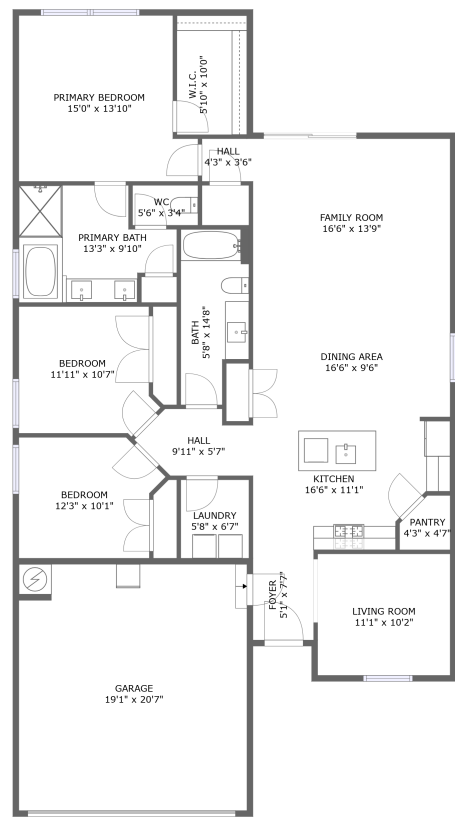 PRIMARY BEDROOM
15'0" x 13'10"
W.I.C.
5'10" x 10'0"
HALL
4'3" x 3'6"
WC
5'6" x 3'4"
FAMILY ROOM
16'6" x 13'9"
PRIMARY BATH
13'3" x 9'10"
BATH
5'8" x 14'8"
BEDROOM
11'11" x 10'7"
DINING AREA
16'6" x 9'6"
HALL
9'11" x 5'7"
KITCHEN
16'6" x 11'1"
BEDROOM
12'3" x 10'1"
LAUNDRY
5'8" x 6'7"
PANTRY
4'3" x 4'7"
FOYER
5'1" x 7'7"
LIVING ROOM
11'1" x 10'2"
GARAGE
19'1" x 20'7"